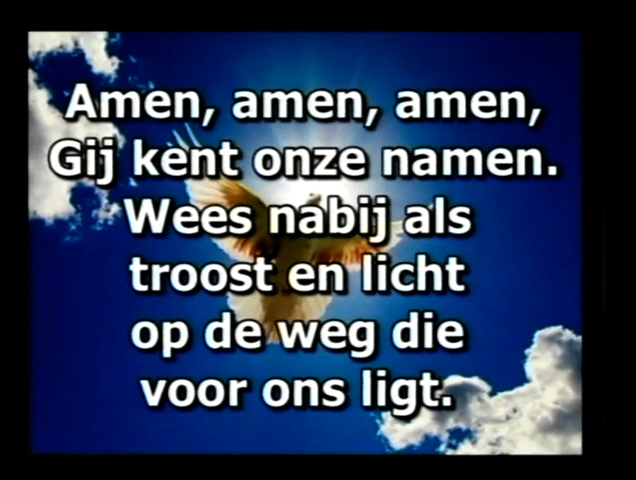 Amen, amen, amen,
Gij kent onze namen.
Wees nabij als
troost en licht
op de weg die
voor ons ligt.